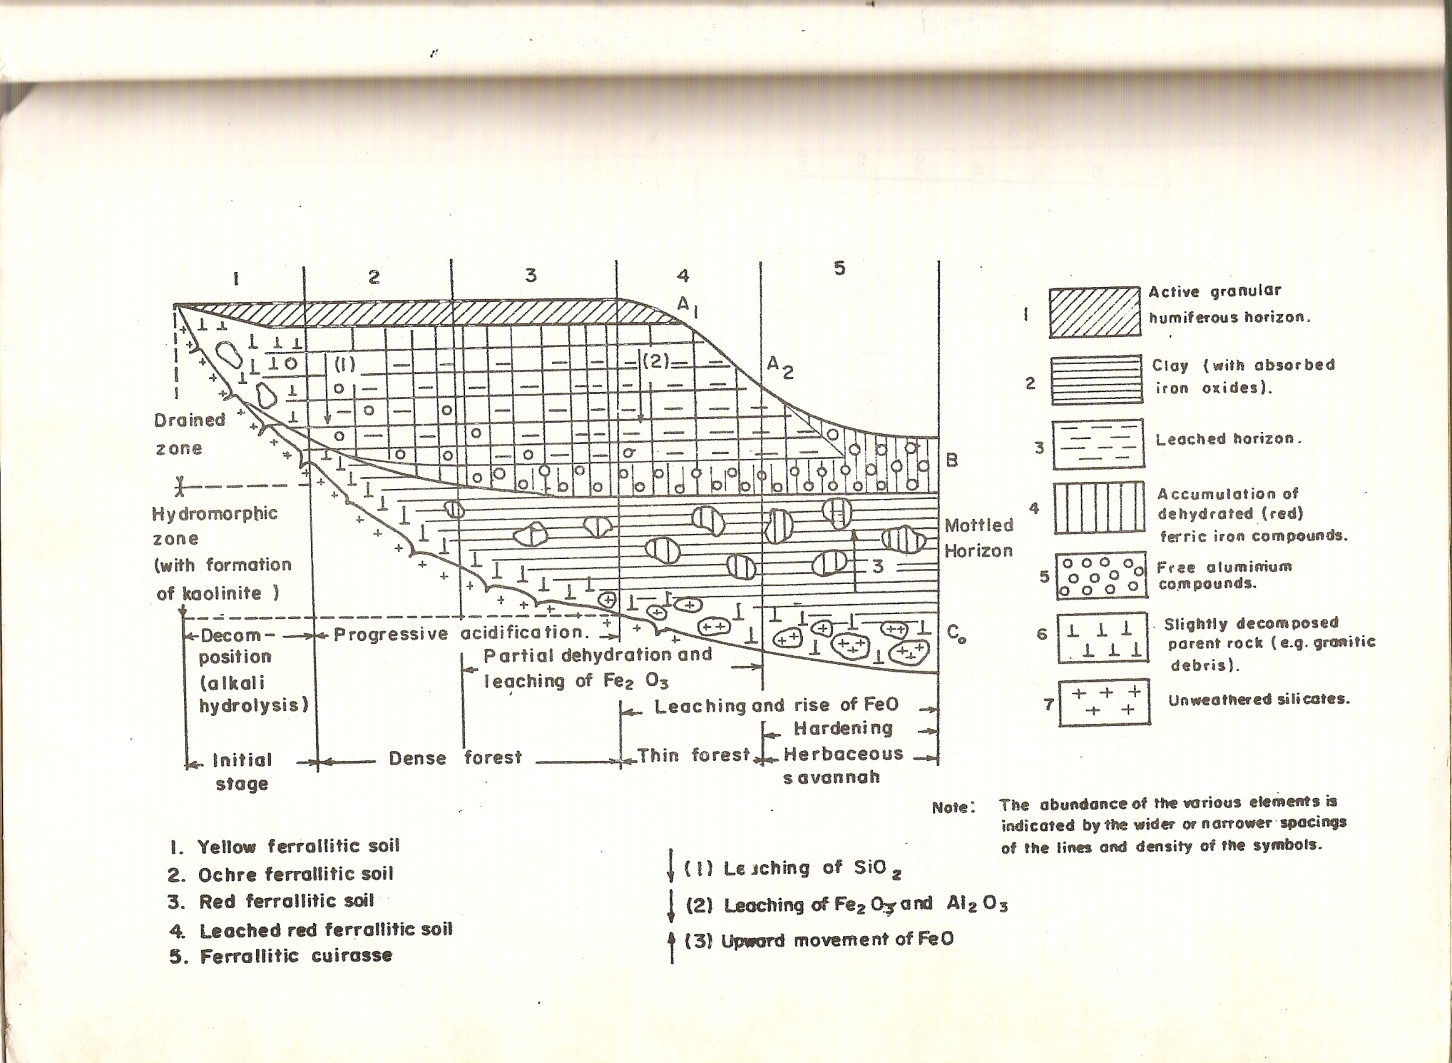 1
2
3
4
5
A1
A2
B
C0
(1)
(2)
3
Drained
zone
Hydromorphic
zone
(with formation
of kaolinite )
Mottled
Horizon
Decom-
position
(alkali
hydrolysis)
Progressive acidification.
Partial dehydration and
leaching of Fe2 O3
Leaching and rise of FeO
Hardening
Initial
stage
Dense forest
Thin forest
Herbaceous
savannah
1 Active granular
humiferous horizon.
2 Clay (with absorbed
iron oxides).
3 Leached horizon.
4 Accumulation of
dehydrated (red)
ferric iron compounds.
5 Free aluminium
compounds.
6 Slightly decomposed
parent rock (e.g. granitic
debris).
7 Unweathered silicates.
Note: The abundance of the various elements is
indicated by the wider or narrower spacings
of the lines and density of the symbols.
1. Yellow ferrallitic soil
2. Ochre ferrallitic soil
3. Red ferrallitic soil
4. Leached red ferrallitic soil
5. Ferrallitic cuirasse
(1) Leaching of SiO2
(2) Leaching of Fe2 O3 and Al2 O3
(3) Upward movement of FeO